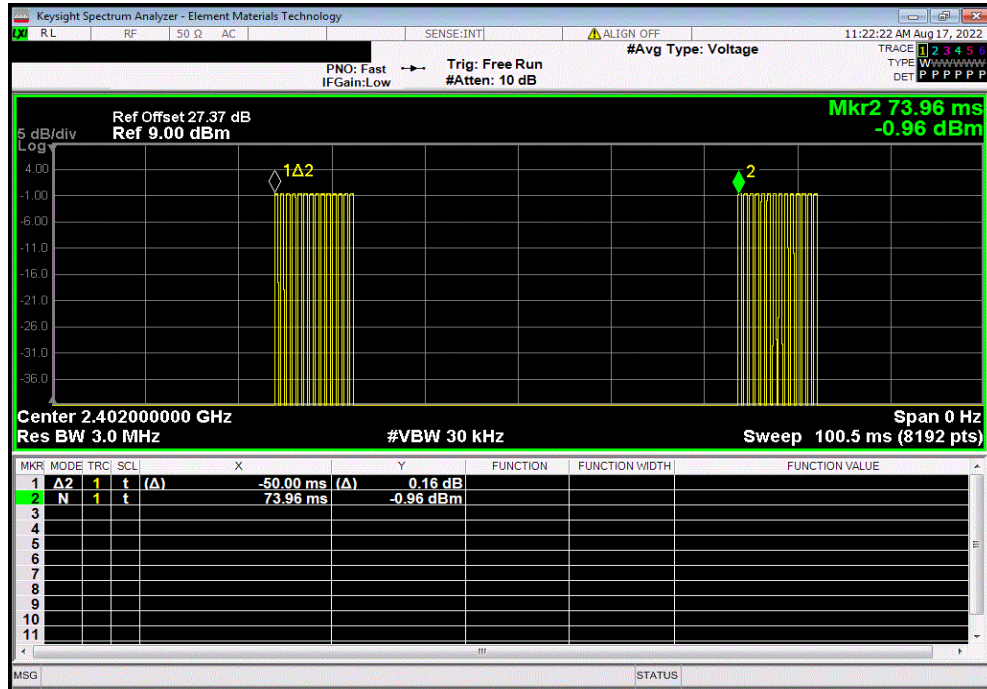 Keysight Spectrum Analyzer - Element Materials Technology
LXI RL RF 50 Ω AC SENSE:INT ALIGN OFF 11:22:22 AM Aug 17, 2022
#Avg Type: Voltage
TRACE 1 2 3 4 5 6
PNO: Fast Trig: Free Run TYPE WWWWWW
IFGain:Low #Atten: 10 dB DET P P P P P P
Mkr2 73.96 ms
-0.96 dBm
Ref Offset 27.37 dB
5 dB/div Ref 9.00 dBm
Log
1Δ2
2
4.00
-1.00
-6.00
-11.0
-16.0
-21.0
-26.0
-31.0
-36.0
Center 2.402000000 GHz Span 0 Hz
Res BW 3.0 MHz #VBW 30 kHz Sweep 100.5 ms (8192 pts)
MKR MODE TRC SCL X Y FUNCTION FUNCTION WIDTH FUNCTION VALUE
1 Δ2 1 t (Δ) -50.00 ms (Δ) 0.16 dB
2 N 1 t 73.96 ms -0.96 dBm
3
4
5
6
7
8
9
10
11
MSG STATUS